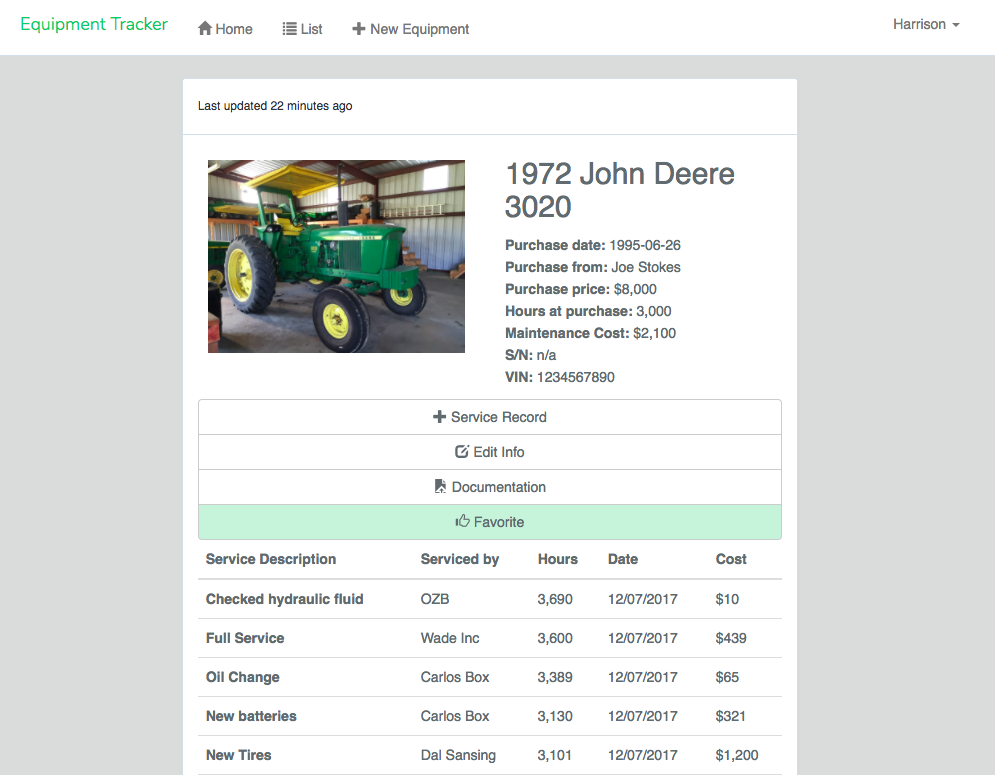 Equipment Tracker
Home
List
New Equipment
Harrison
Last updated 22 minutes ago
1972 John Deere
3020
Purchase date: 1995-06-26
Purchase from: Joe Stokes
Purchase price: $8,000
Hours at purchase: 3,000
Maintenance Cost: $2,100
S/N: n/a
VIN: 1234567890
Service Record
Edit Info
Documentation
Favorite
Service Description Serviced by Hours Date Cost
Checked hydraulic fluid OZB 3,690 12/07/2017 $10
Full Service Wade Inc 3,600 12/07/2017 $439
Oil Change Carlos Box 3,389 12/07/2017 $65
New batteries Carlos Box 3,130 12/07/2017 $321
New Tires Dal Sansing 3,101 12/07/2017 $1,200